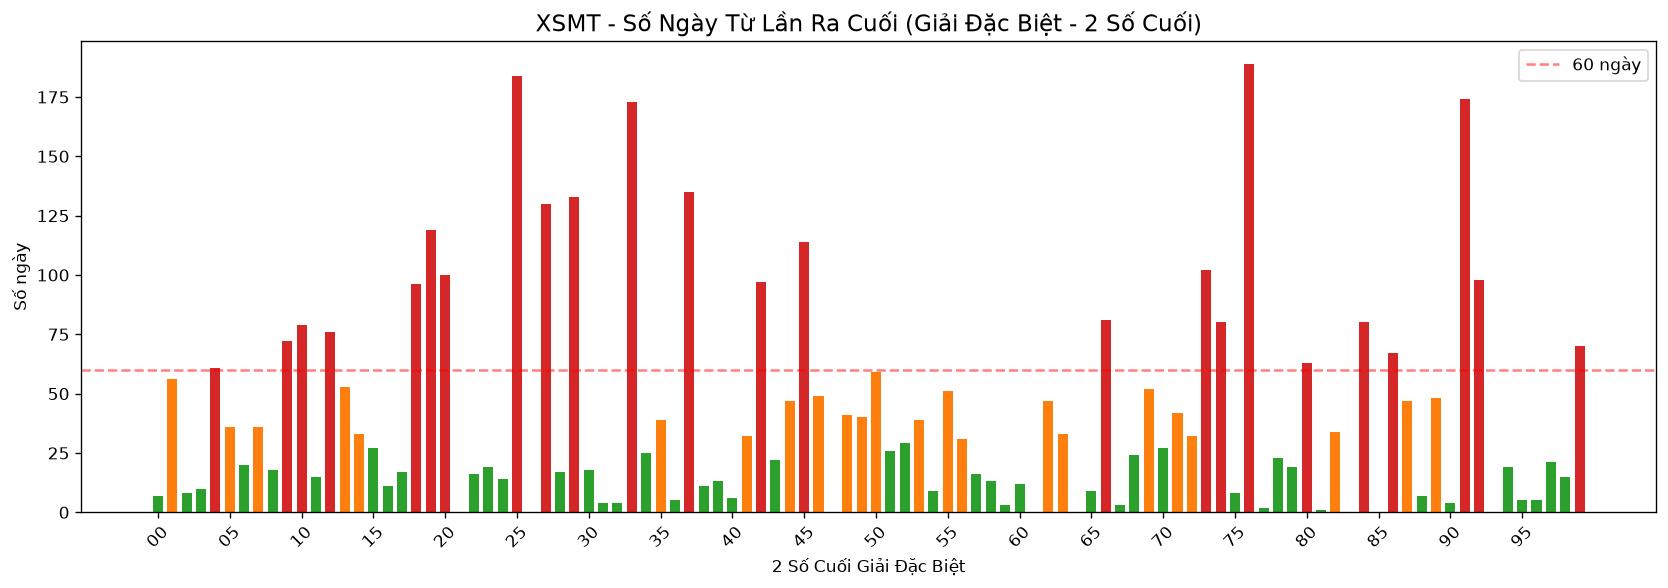 XSMT - Số Ngày Từ Lần Ra Cuối (Giải Đặc Biệt - 2 Số Cuối)
60 ngày
Số ngày
175
150
125
100
75
50
25
0
00 05 10 15 20 25 30 35 40 45 50 55 60 65 70 75 80 85 90 95
2 Số Cuối Giải Đặc Biệt